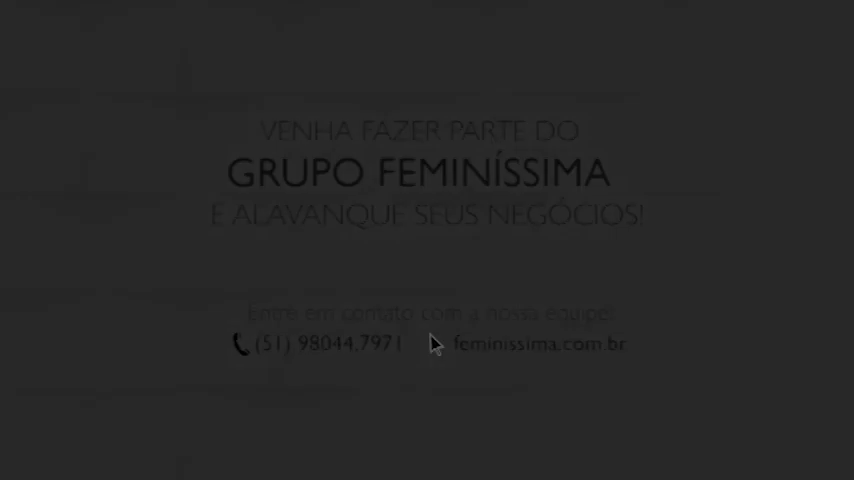 VENHA FAZER PARTE DO
GRUPO FEMINÍSSIMA
E ALAVANQUE SEUS NEGÓCIOS!
Entre em contato com a nossa equipe:
(51) 98044.7971 feminissima.com.br